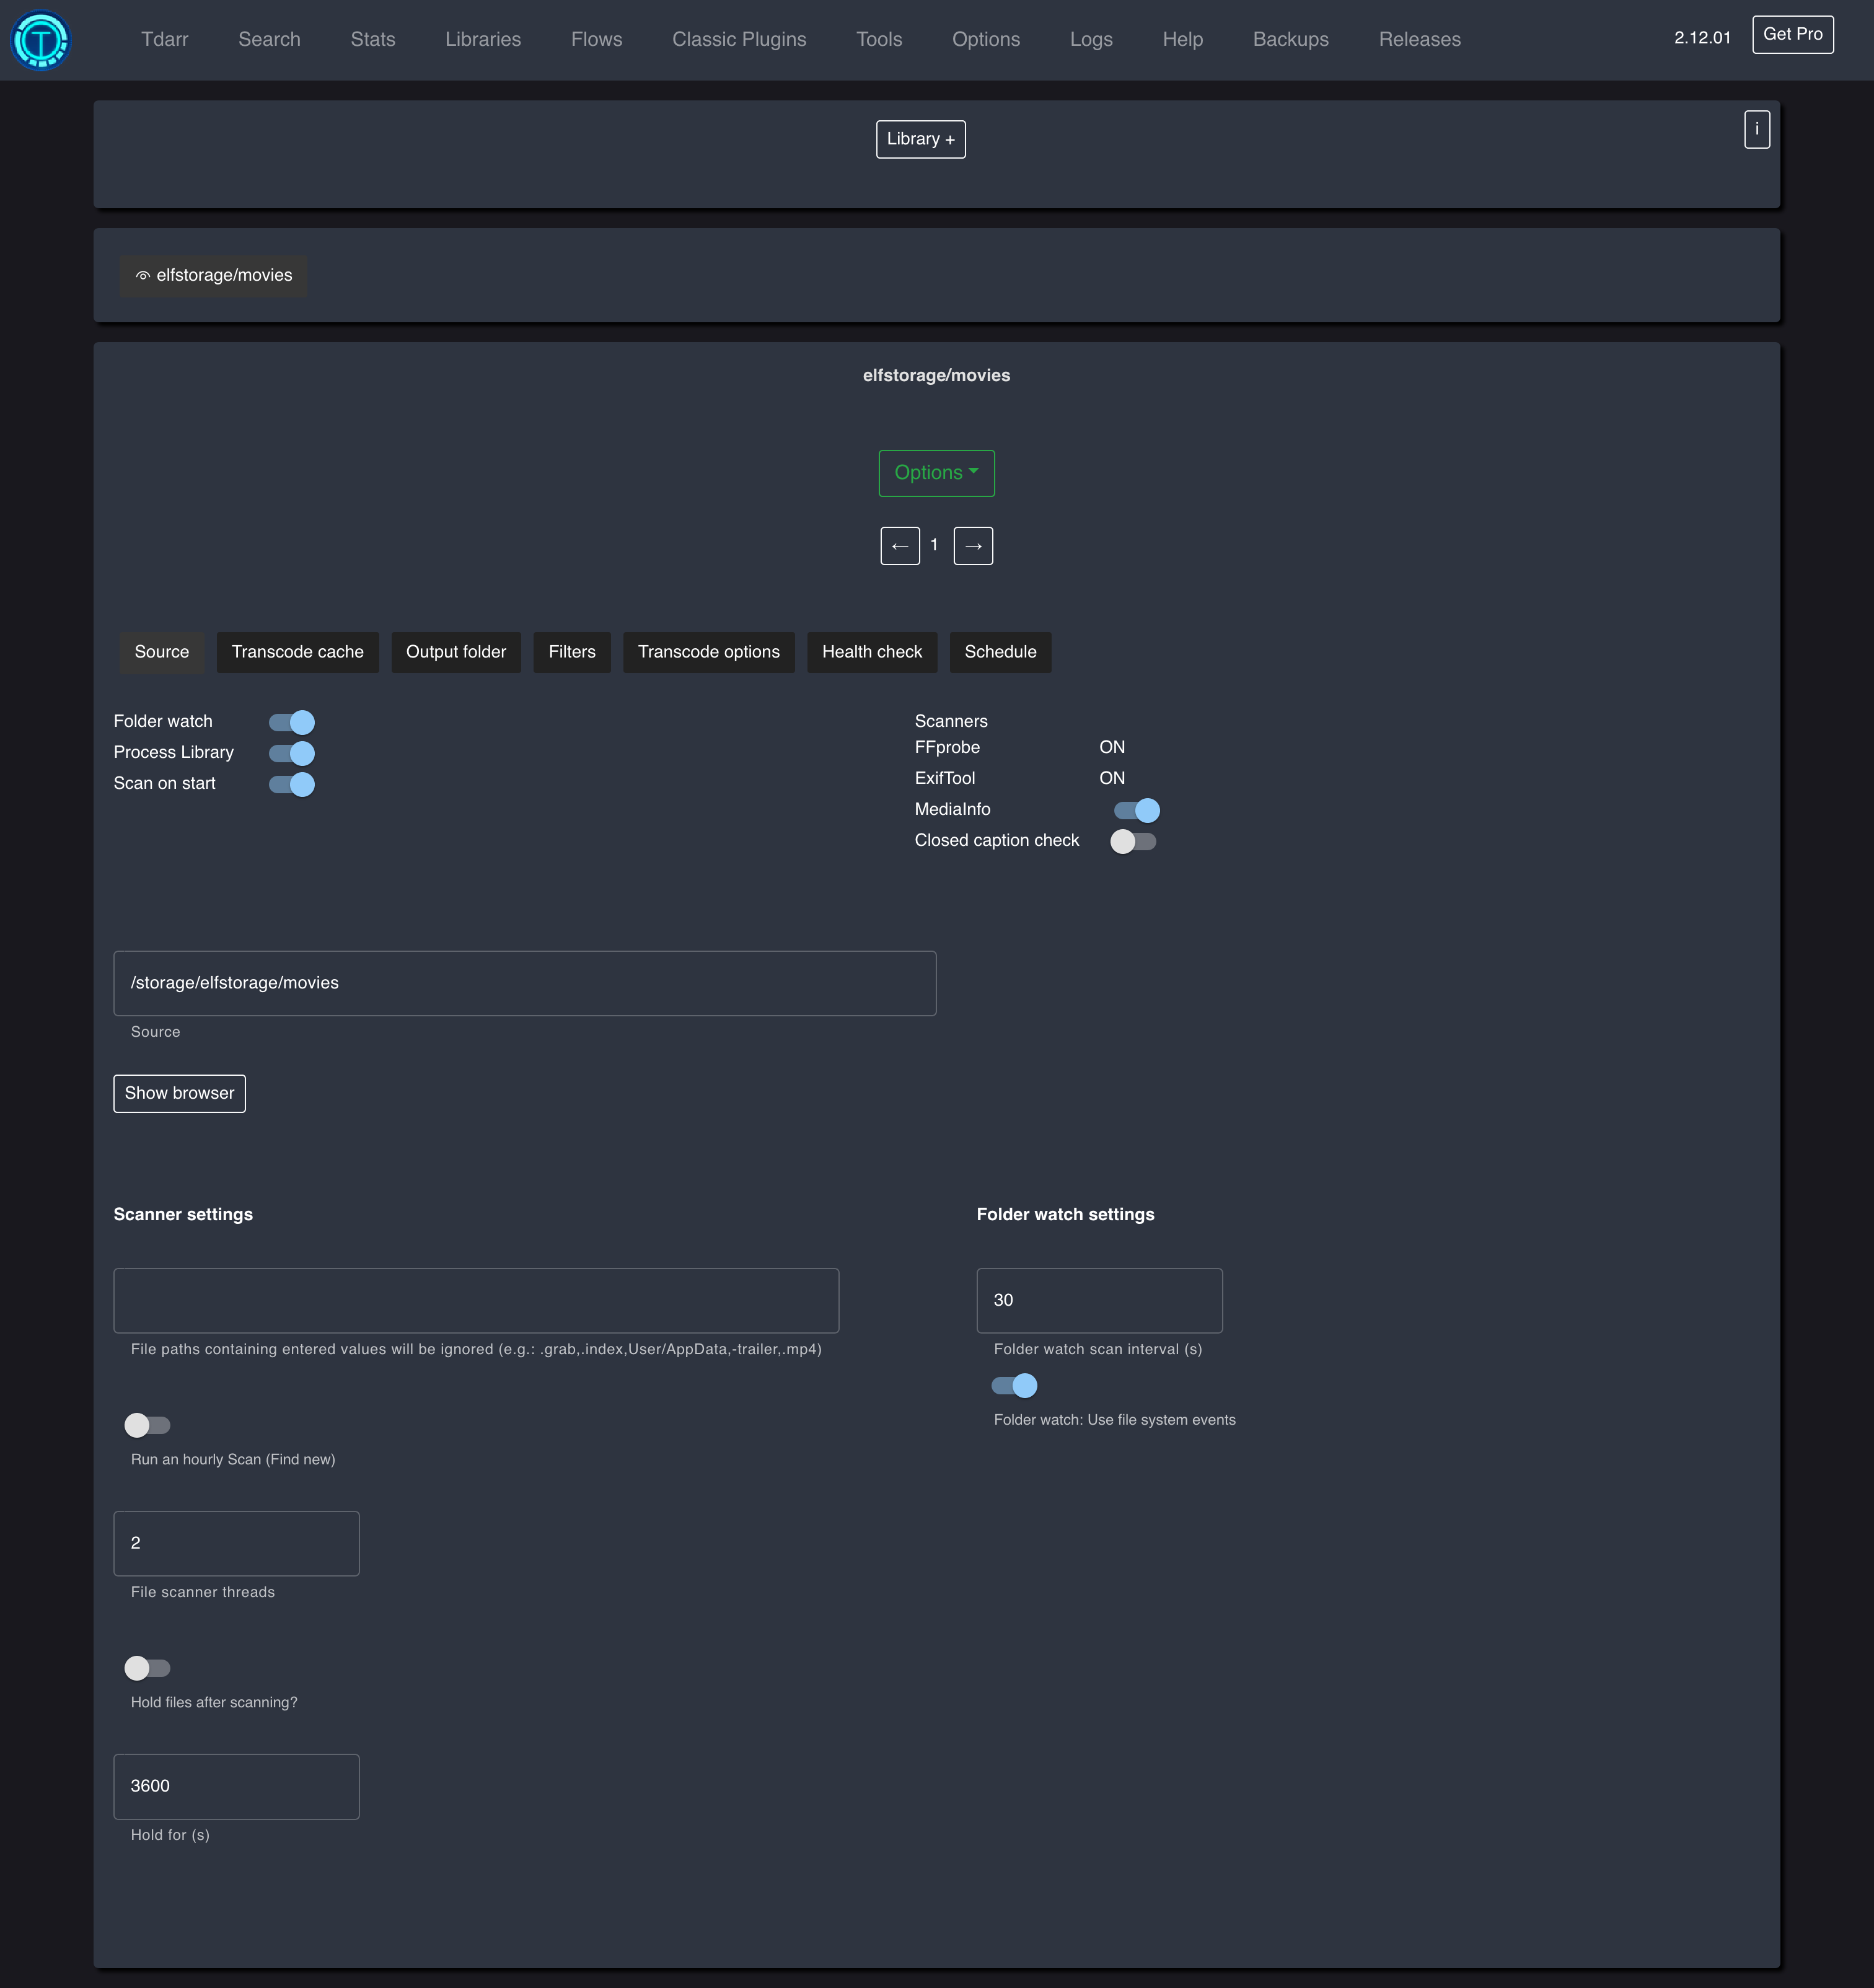 Tdarr Search Stats Libraries Flows Classic Plugins Tools Options Logs Help Backups Releases 2.12.01 Get Pro
Library +
i
elfstorage/movies
elfstorage/movies
Options
← 1 →
Source Transcode cache Output folder Filters Transcode options Health check Schedule
Folder watch
Process Library
Scan on start
Scanners
FFprobe ON
ExifTool ON
MediaInfo
Closed caption check
/storage/elfstorage/movies
Source
Show browser
Scanner settings
File paths containing entered values will be ignored (e.g.: .grab,.index,User/AppData,-trailer,.mp4)
Run an hourly Scan (Find new)
2
File scanner threads
Hold files after scanning?
3600
Hold for (s)
Folder watch settings
30
Folder watch scan interval (s)
Folder watch: Use file system events